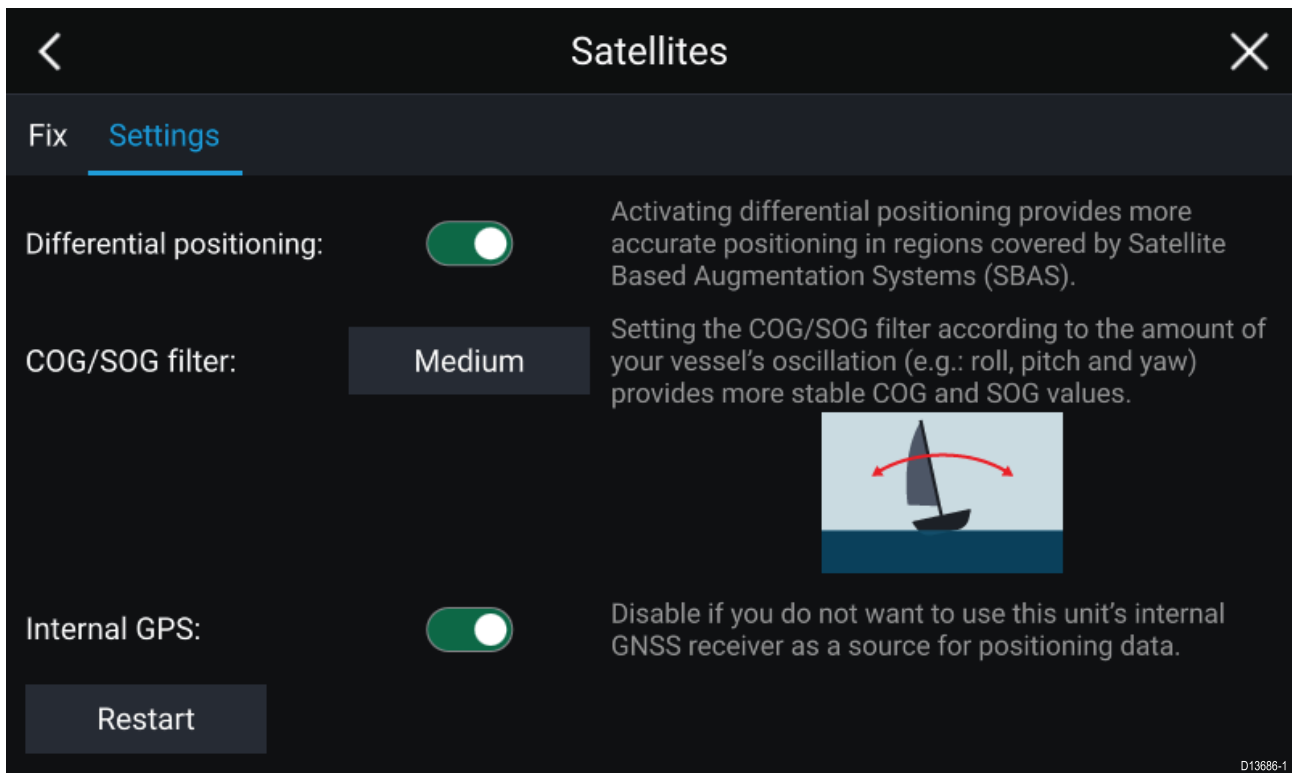 Satellites
Fix Settings
Differential positioning:
Activating differential positioning provides more
accurate positioning in regions covered by Satellite
Based Augmentation Systems (SBAS).
COG/SOG filter:
Medium
Setting the COG/SOG filter according to the amount of
your vessel's oscillation (e.g.: roll, pitch and yaw)
provides more stable COG and SOG values.
Internal GPS:
Disable if you do not want to use this unit's internal
GNSS receiver as a source for positioning data.
Restart
D13686-1